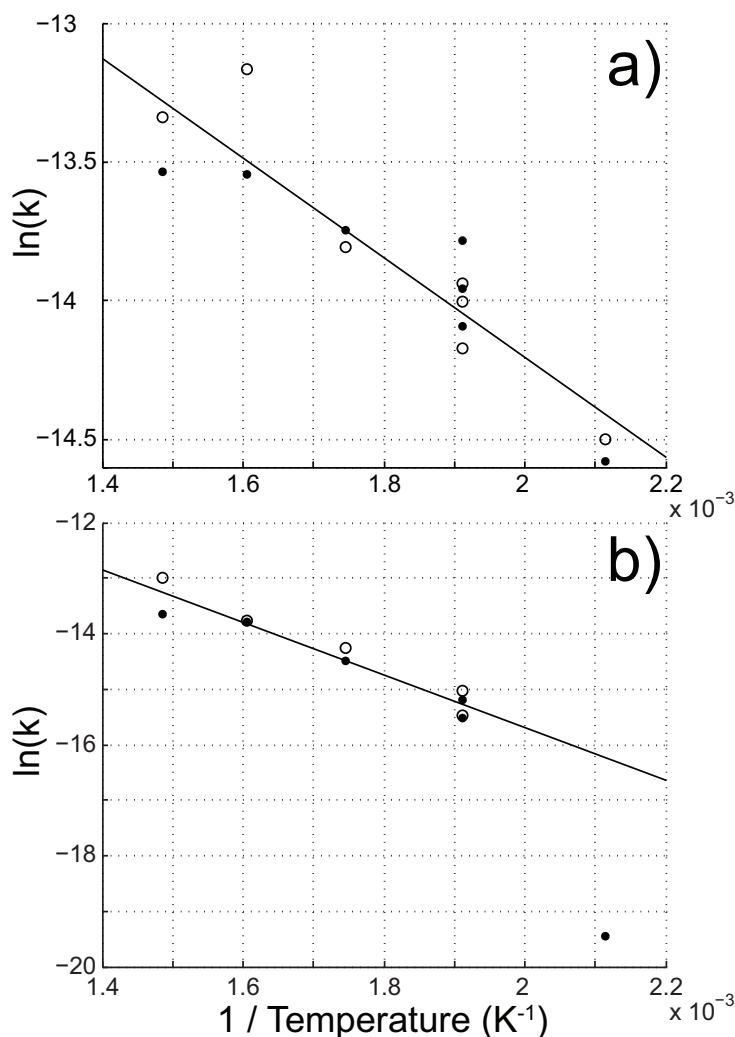 −13
a)
−13.5
ln(k)
−14
−14.5
1.4 1.6 1.8 2 2.2
x 10⁻³
−12
b)
−14
ln(k)
−16
−18
−20
1.4 1.6 1.8 2 2.2
1 / Temperature (K⁻¹) x 10⁻³